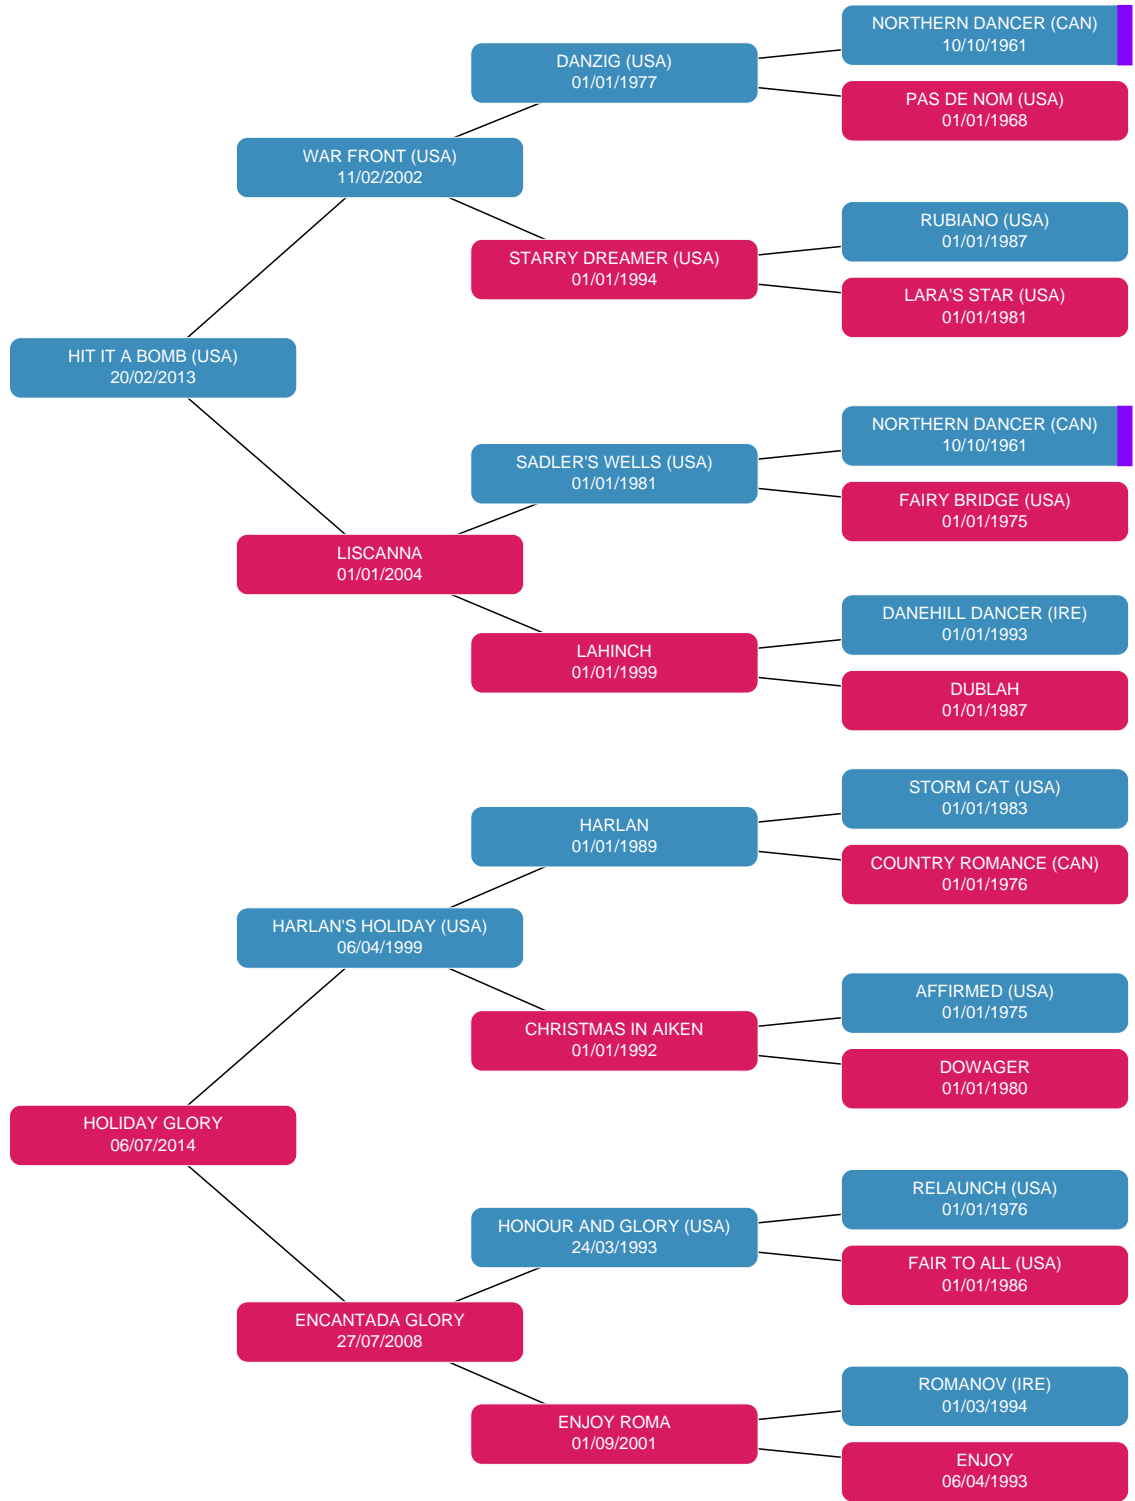 NORTHERN DANCER (CAN)
10/10/1961
DANZIG (USA)
01/01/1977
PAS DE NOM (USA)
01/01/1968
WAR FRONT (USA)
11/02/2002
RUBIANO (USA)
01/01/1987
STARRY DREAMER (USA)
01/01/1994
LARA'S STAR (USA)
01/01/1981
HIT IT A BOMB (USA)
20/02/2013
NORTHERN DANCER (CAN)
10/10/1961
SADLER'S WELLS (USA)
01/01/1981
FAIRY BRIDGE (USA)
01/01/1975
LISCANNA
01/01/2004
DANEHILL DANCER (IRE)
01/01/1993
LAHINCH
01/01/1999
DUBLAH
01/01/1987
STORM CAT (USA)
01/01/1983
HARLAN
01/01/1989
COUNTRY ROMANCE (CAN)
01/01/1976
HARLAN'S HOLIDAY (USA)
06/04/1999
AFFIRMED (USA)
01/01/1975
CHRISTMAS IN AIKEN
01/01/1992
DOWAGER
01/01/1980
HOLIDAY GLORY
06/07/2014
RELAUNCH (USA)
01/01/1976
HONOUR AND GLORY (USA)
24/03/1993
FAIR TO ALL (USA)
01/01/1986
ENCANTADA GLORY
27/07/2008
ROMANOV (IRE)
01/03/1994
ENJOY ROMA
01/09/2001
ENJOY
06/04/1993